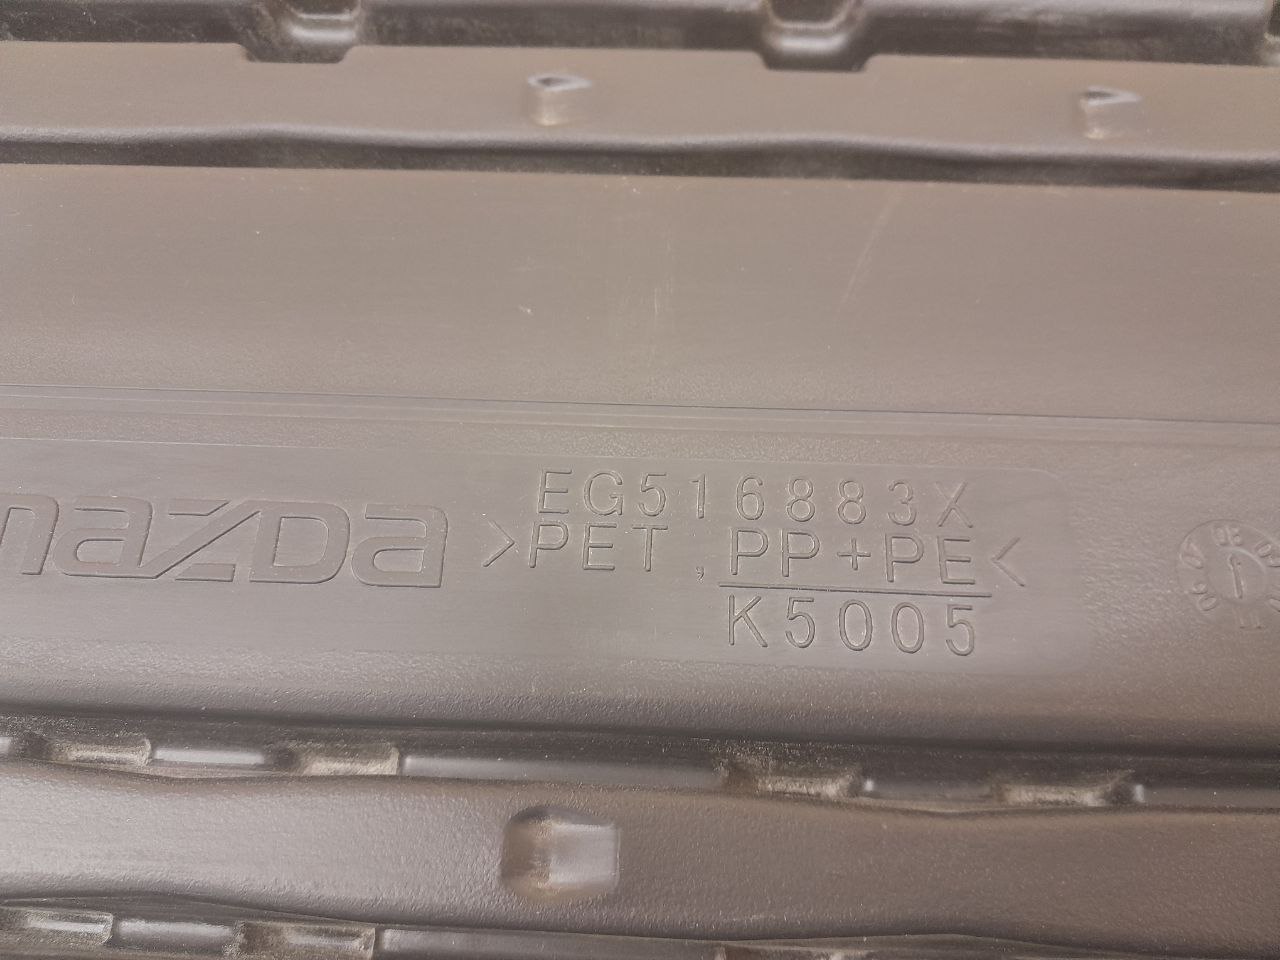 mazda
EG516883X
>PET, PP+PE<
K5005